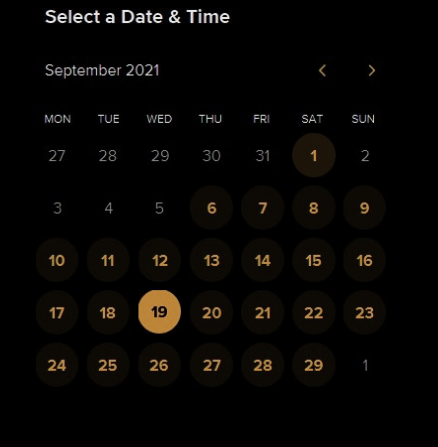 Select a Date & Time
September 2021
MON TUE WED THU FRI SAT SUN
27 28 29 30 31 1 2
3 4 5 6 7 8 9
10 11 12 13 14 15 16
17 18 19 20 21 22 23
24 25 26 27 28 29 1